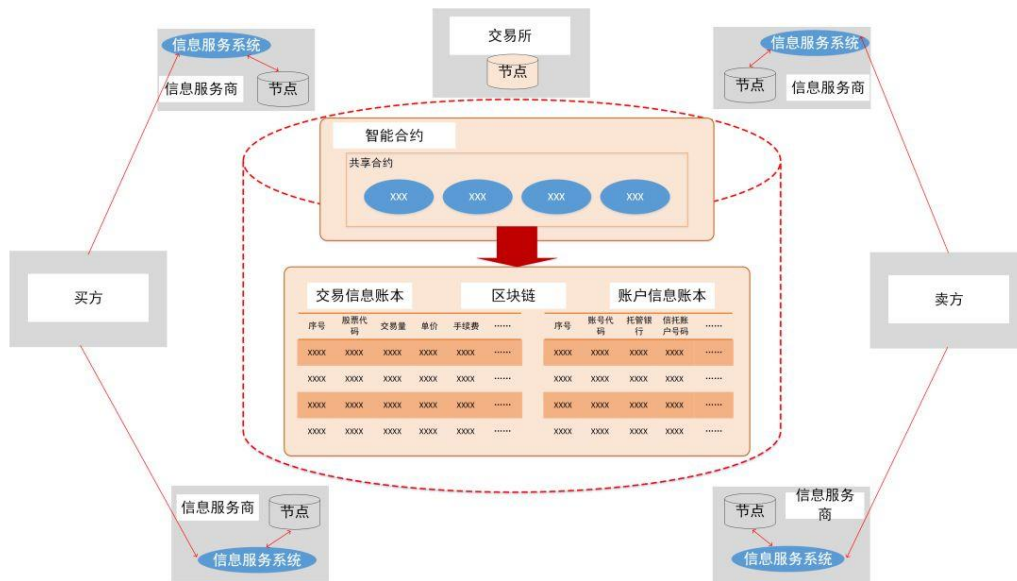 信息服务系统
节点
信息服务商
交易所
节点
信息服务系统
节点
信息服务商
智能合约
共享合约
XXX XXX XXX XXX
买方
卖方
交易信息账本 区块链 账户信息账本
序号 股票代码 交易量 单价 手续费 ……
XXXX XXXX XXXX XXXX XXXX ……
XXXX XXXX XXXX XXXX XXXX ……
XXXX XXXX XXXX XXXX XXXX ……
XXXX XXXX XXXX XXXX XXXX ……
序号 账号代码 托管银行 信托账户号码 ……
XXXX XXXX XXXX XXXX ……
XXXX XXXX XXXX XXXX ……
XXXX XXXX XXXX XXXX ……
XXXX XXXX XXXX XXXX ……
信息服务商
节点
信息服务系统
节点
信息服务
商
信息服务系统